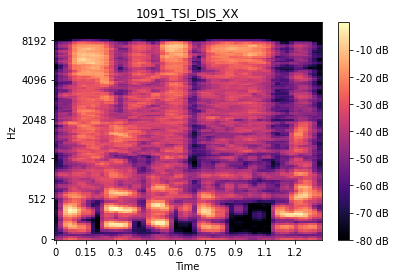 1091_TSI_DIS_XX
8192
4096
2048
1024
512
0
Hz
0 0.15 0.3 0.45 0.6 0.75 0.9 1.1 1.2
Time
-10 dB
-20 dB
-30 dB
-40 dB
-50 dB
-60 dB
-70 dB
-80 dB